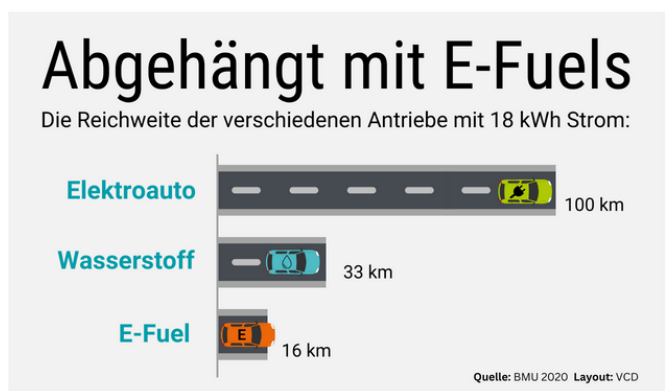 Abgehängt mit E-Fuels
Die Reichweite der verschiedenen Antriebe mit 18 kWh Strom:
Elektroauto
100 km
Wasserstoff
33 km
E-Fuel
E
16 km
Quelle: BMU 2020 Layout: VCD